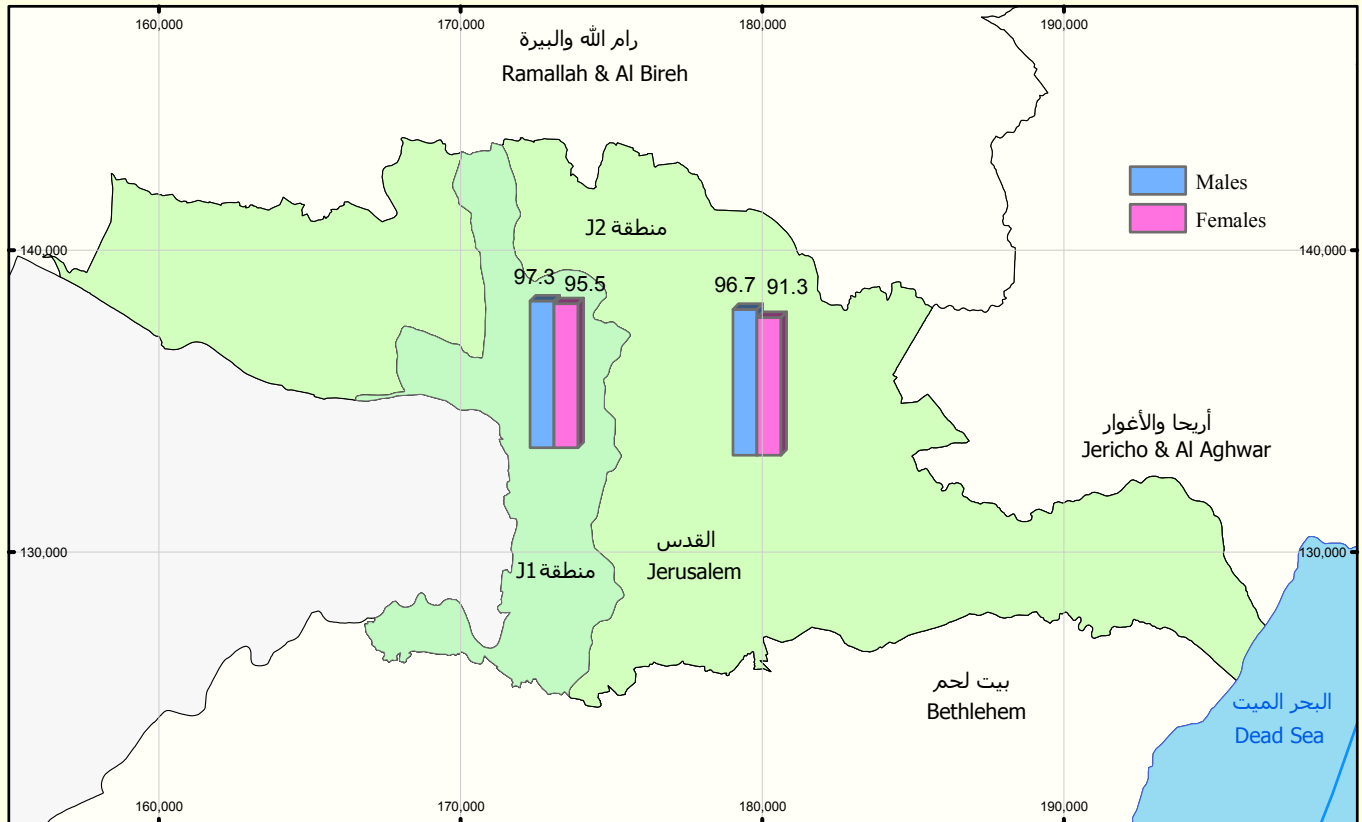 160,000
170,000
180,000
190,000
رام الله والبيرة
Ramallah & Al Bireh
Males
Females
منطقة J2
140,000
140,000
97.3
95.5
96.7
91.3
أريحا والأغوار
Jericho & Al Aghwar
القدس
Jerusalem
130,000
130,000
منطقة J1
بيت لحم
Bethlehem
البحر الميت
Dead Sea
160,000
170,000
180,000
190,000